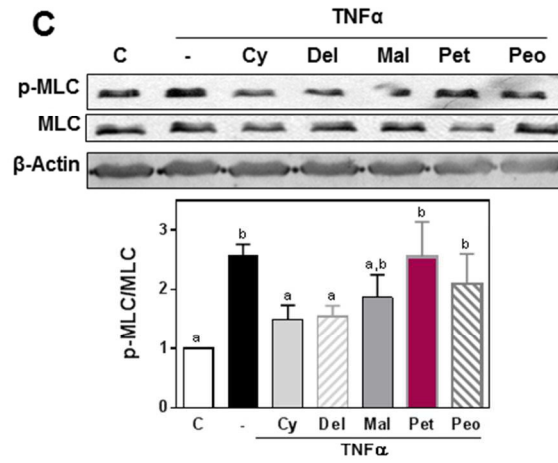 C
TNFα
C - Cy Del Mal Pet Peo
p-MLC
MLC
β-Actin
p-MLC/MLC
3
2
1
0
a b a a a,b b b
C - Cy Del Mal Pet Peo
TNFα